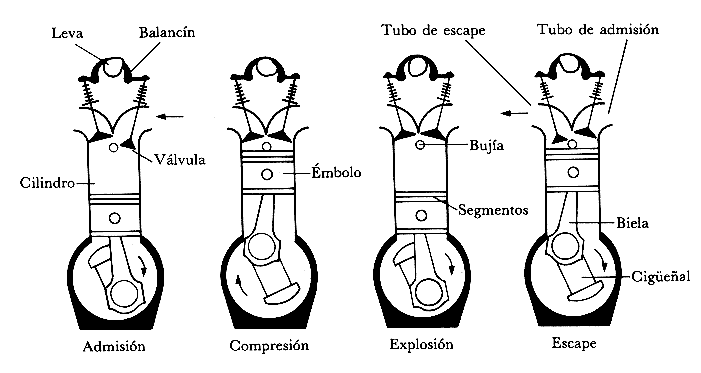 Leva
Balancín
Tubo de escape
Tubo de admisión
Válvula
Bujía
Cilindro
Émbolo
Segmentos
Biela
Cigüeñal
Admisión
Compresión
Explosión
Escape